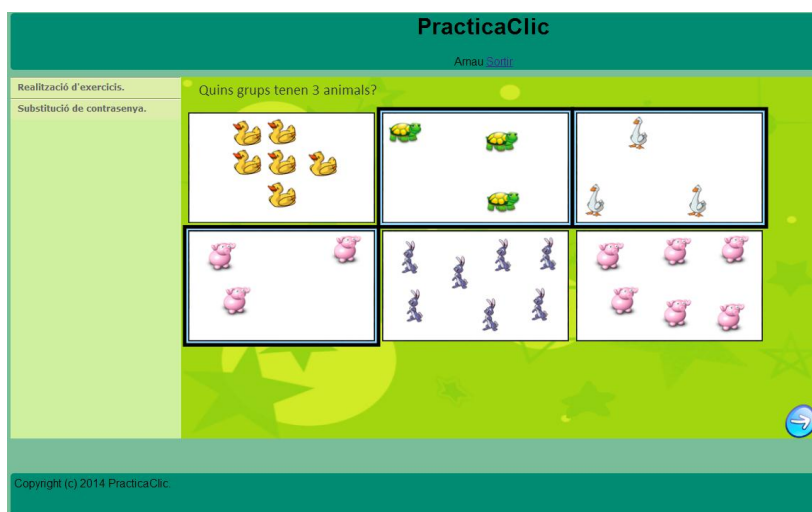 PracticaClic
Arnau Sortir
Realització d'exercicis.
Substitució de contrasenya.
Quins grups tenen 3 animals?
Copyright (c) 2014 PracticaClic.